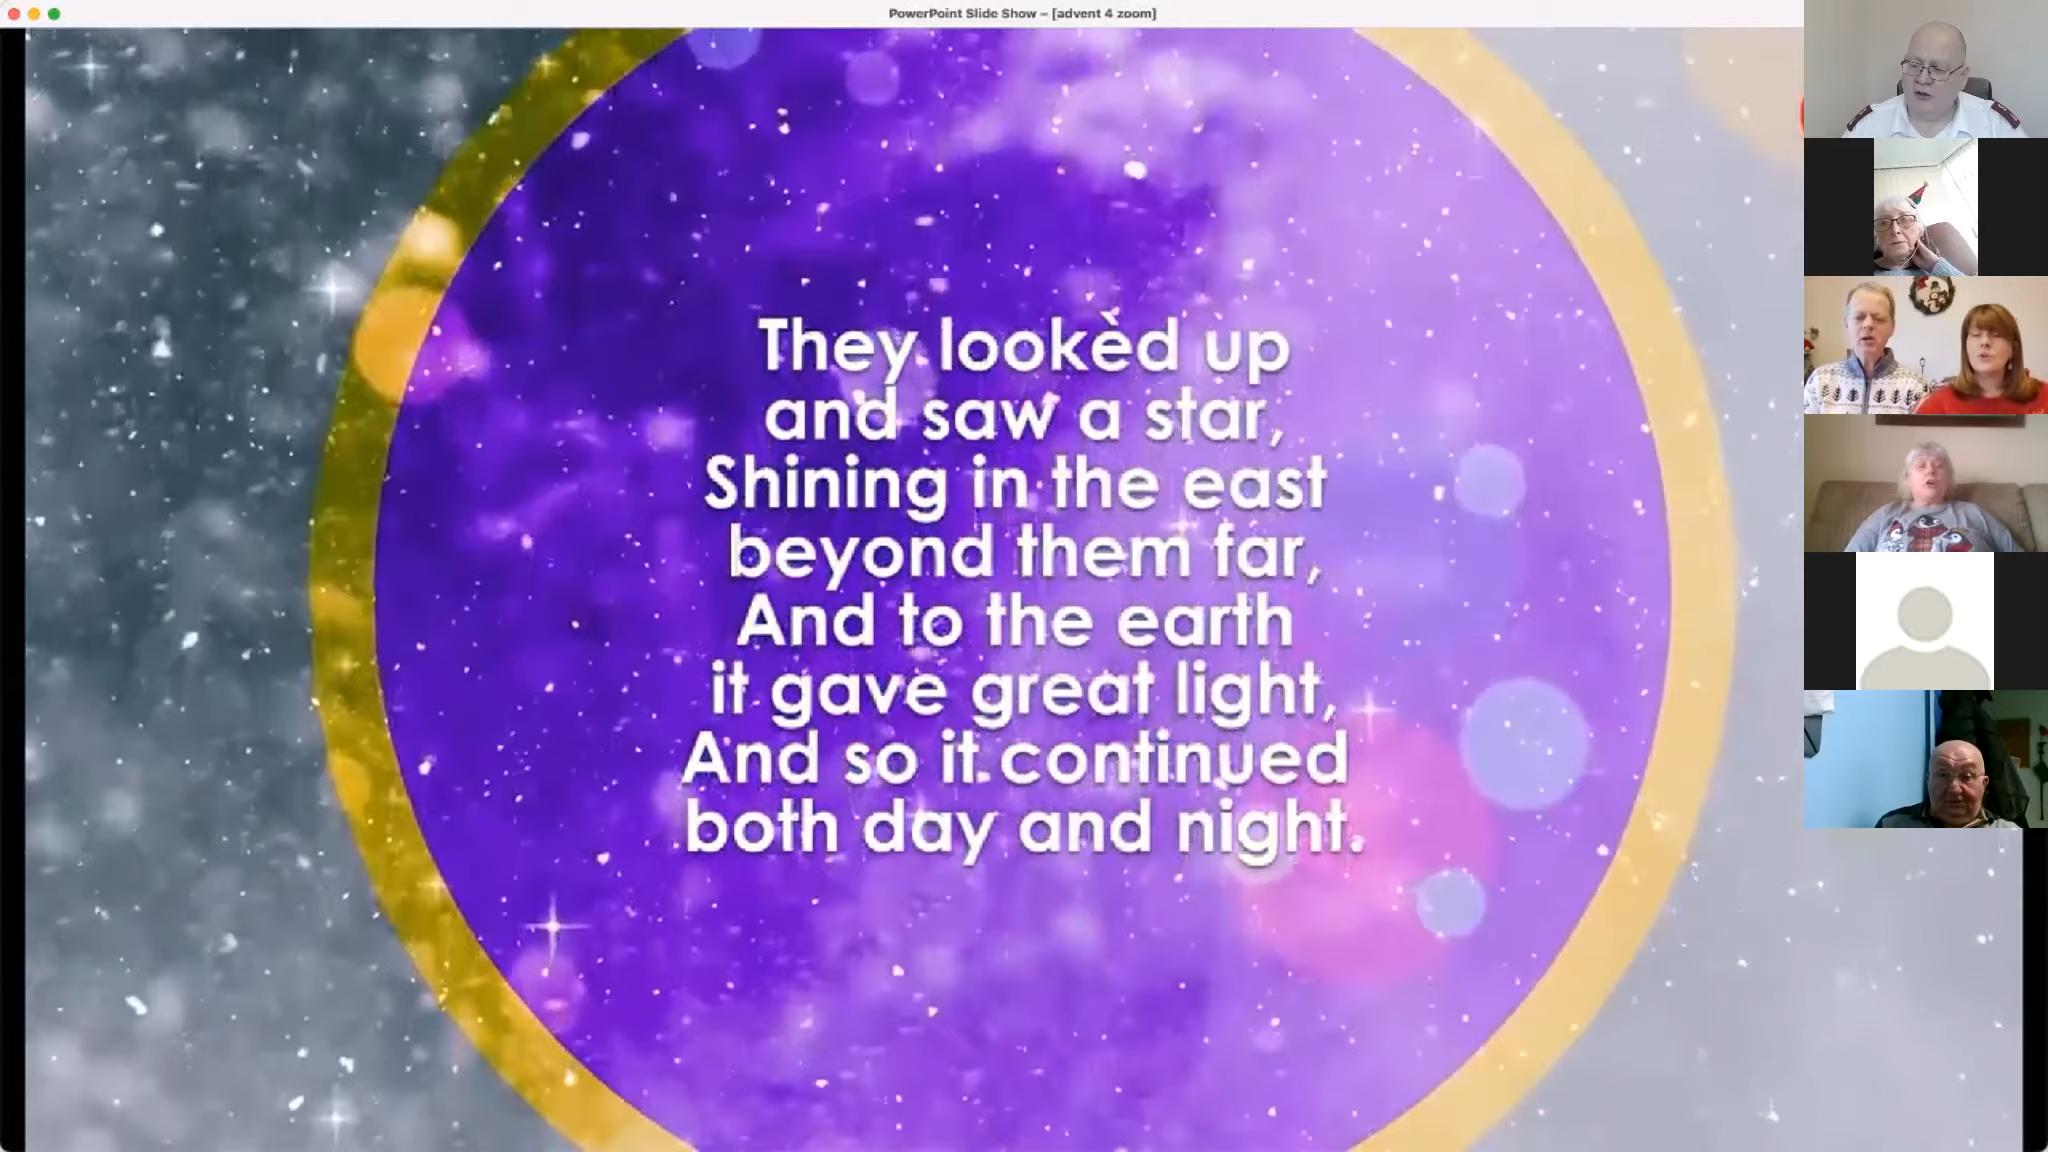 PowerPoint Slide Show – [advent 4 zoom]
They lookèd up
and saw a star,
Shining in the east
beyond them far,
And to the earth
it gave great light,
And so it continued
both day and night.